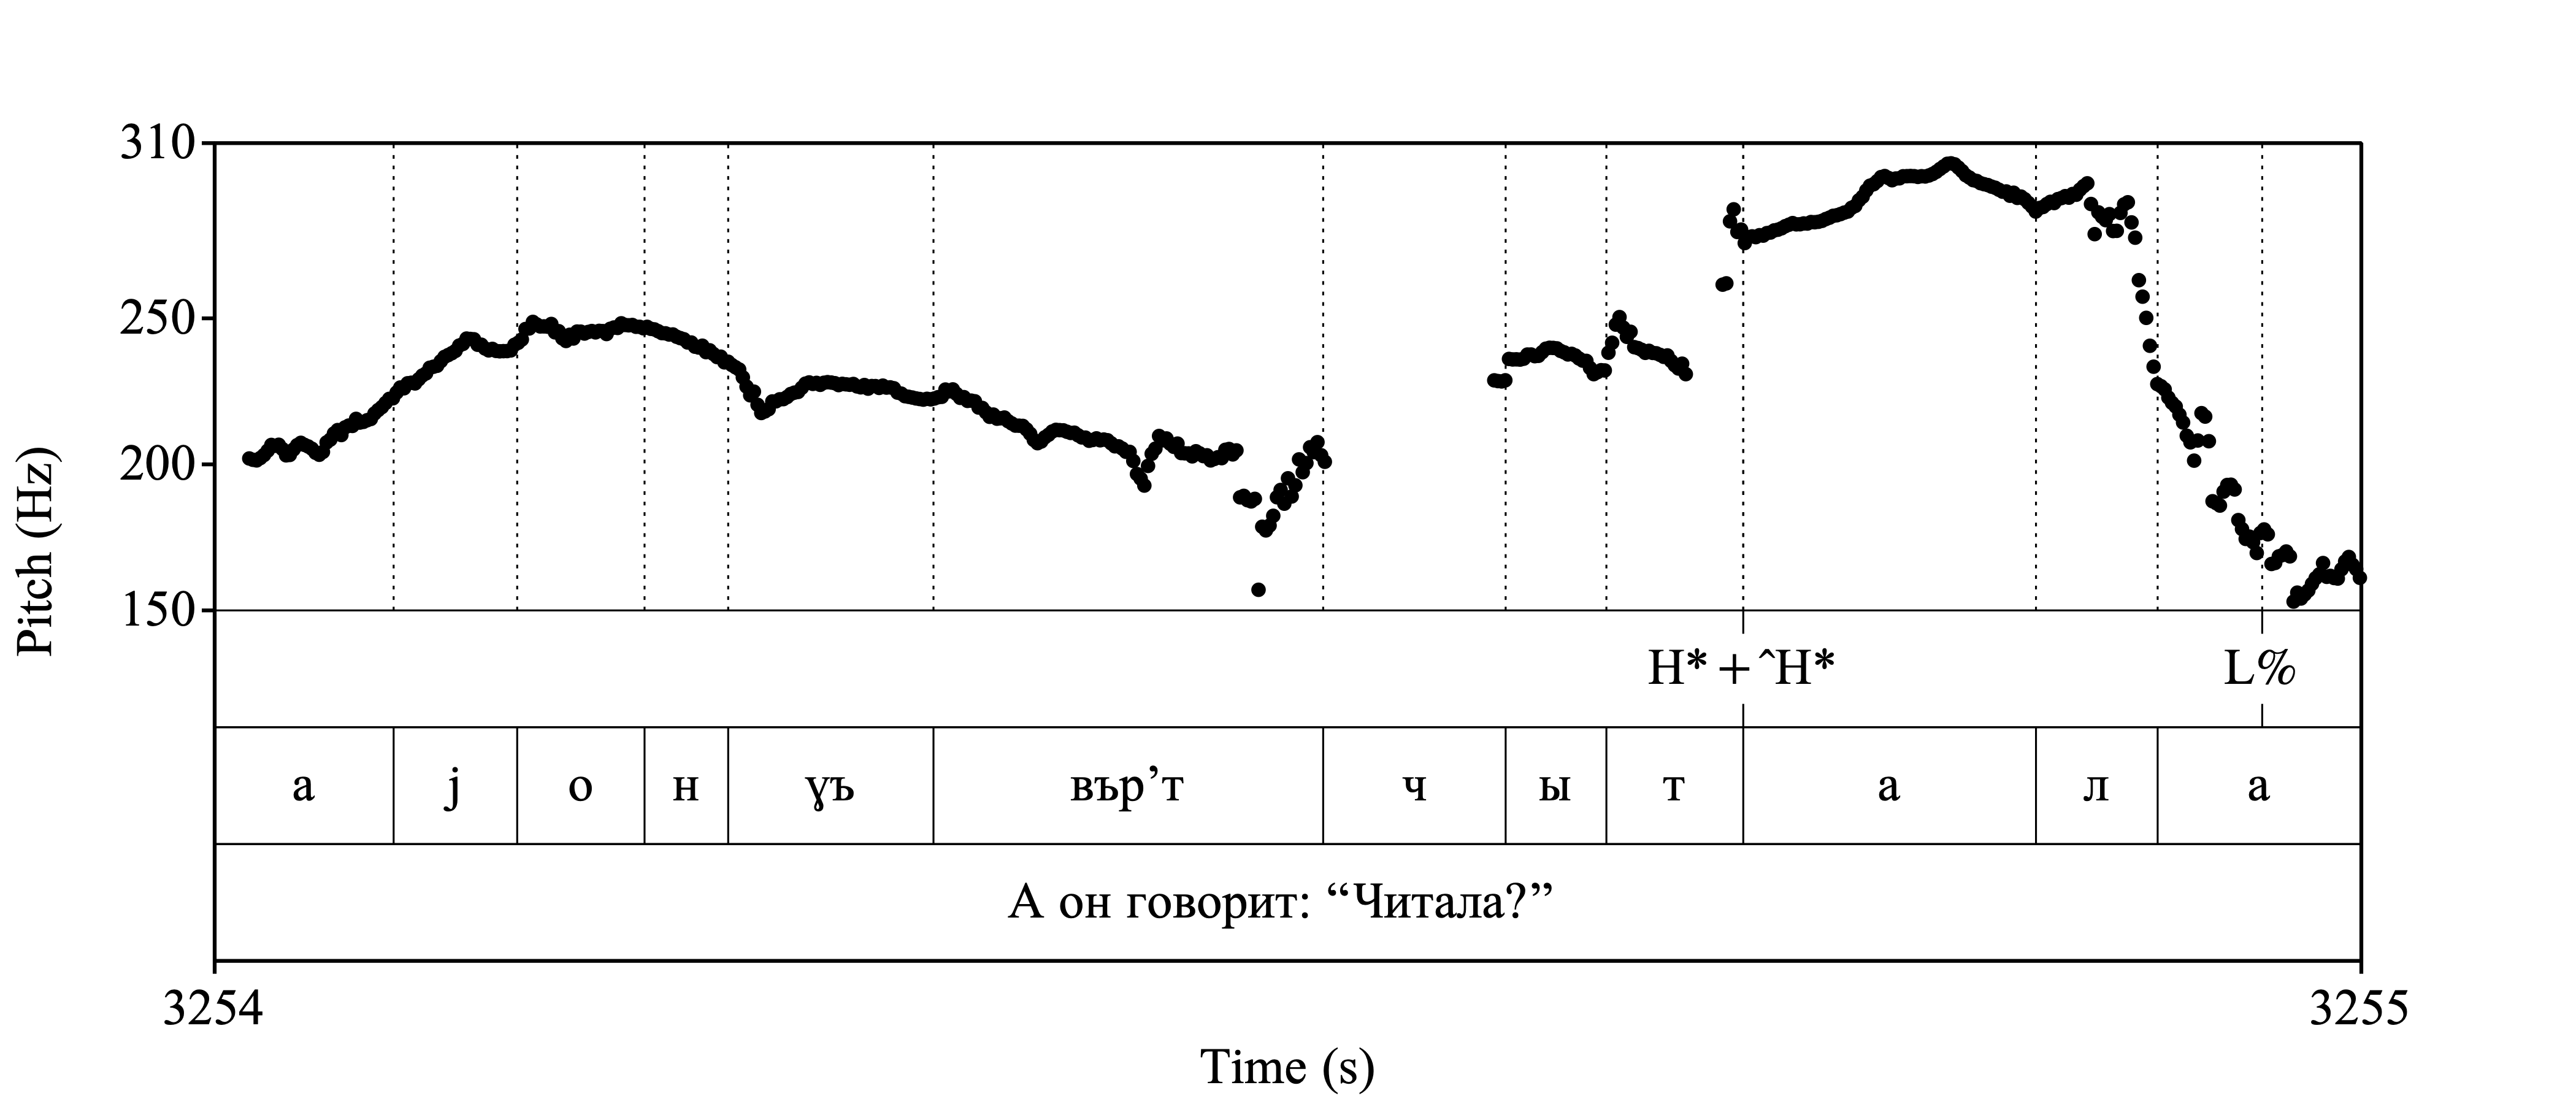 310
250
200
150
Pitch (Hz)
H* + ˆH* L%
а ј о н ɣъ вър’т ч ы т а л а
А он говорит: “Читала?”
3254 3255
Time (s)